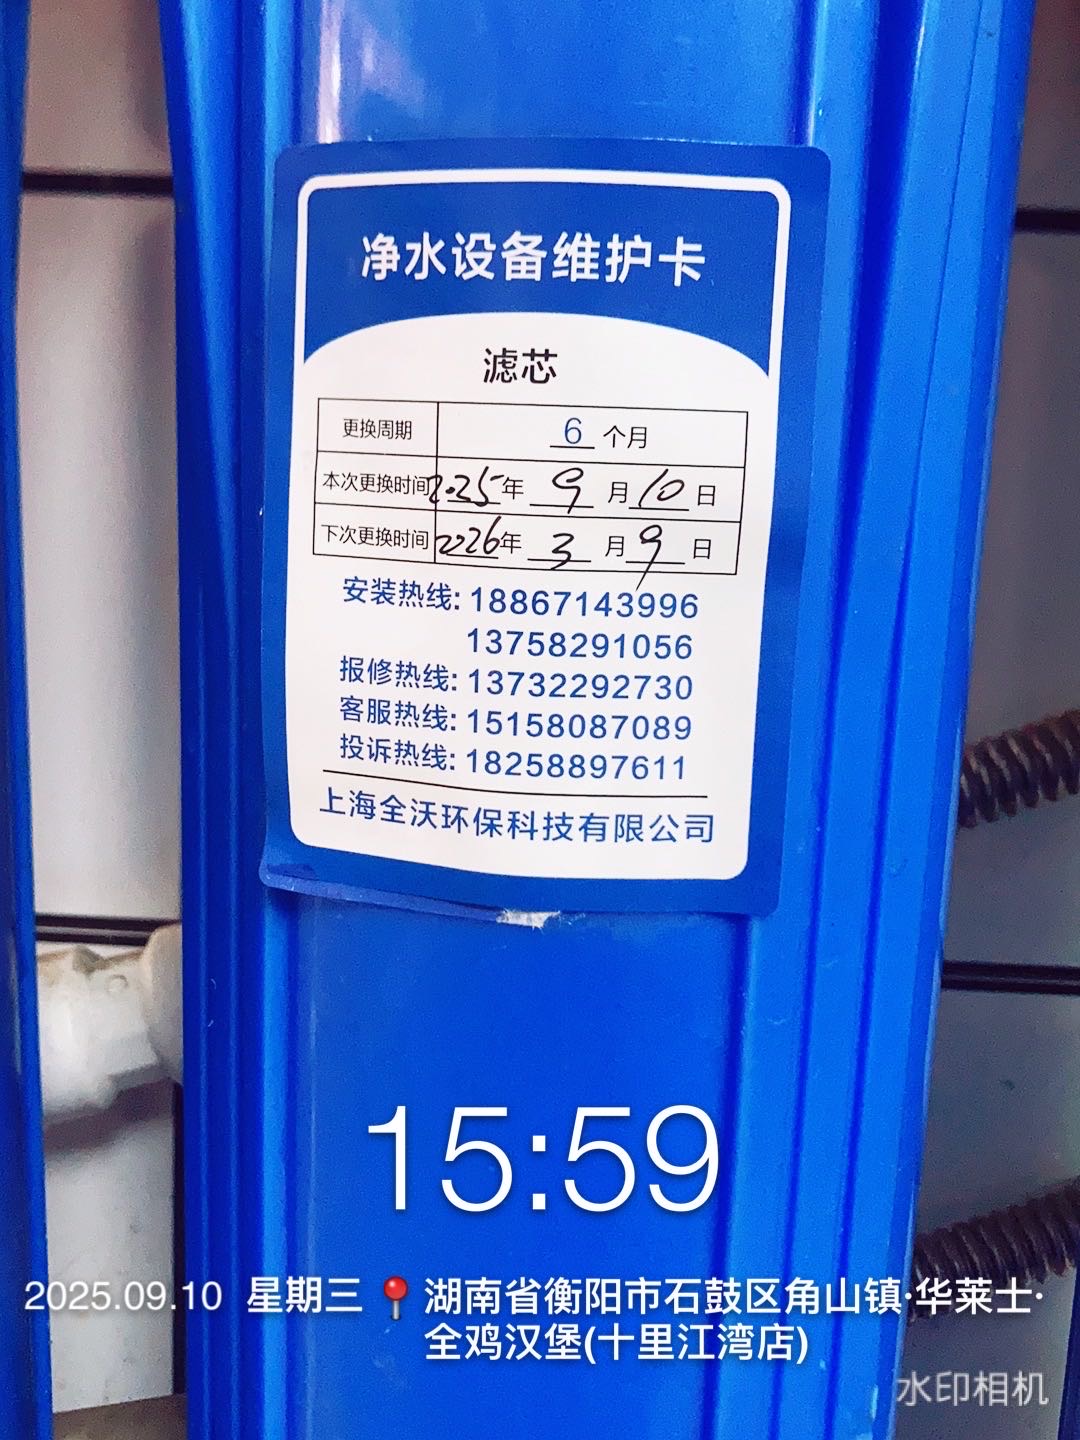 净水设备维护卡
滤芯
更换周期 6 个月
本次更换时间 2025年 9 月 10 日
下次更换时间 2026年 3 月 9 日
安装热线: 18867143996
13758291056
报修热线: 13732292730
客服热线: 15158087089
投诉热线: 18258897611
上海全沃环保科技有限公司
15:59
2025.09.10 星期三 湖南省衡阳市石鼓区角山镇·华莱士·
全鸡汉堡(十里江湾店)
水印相机